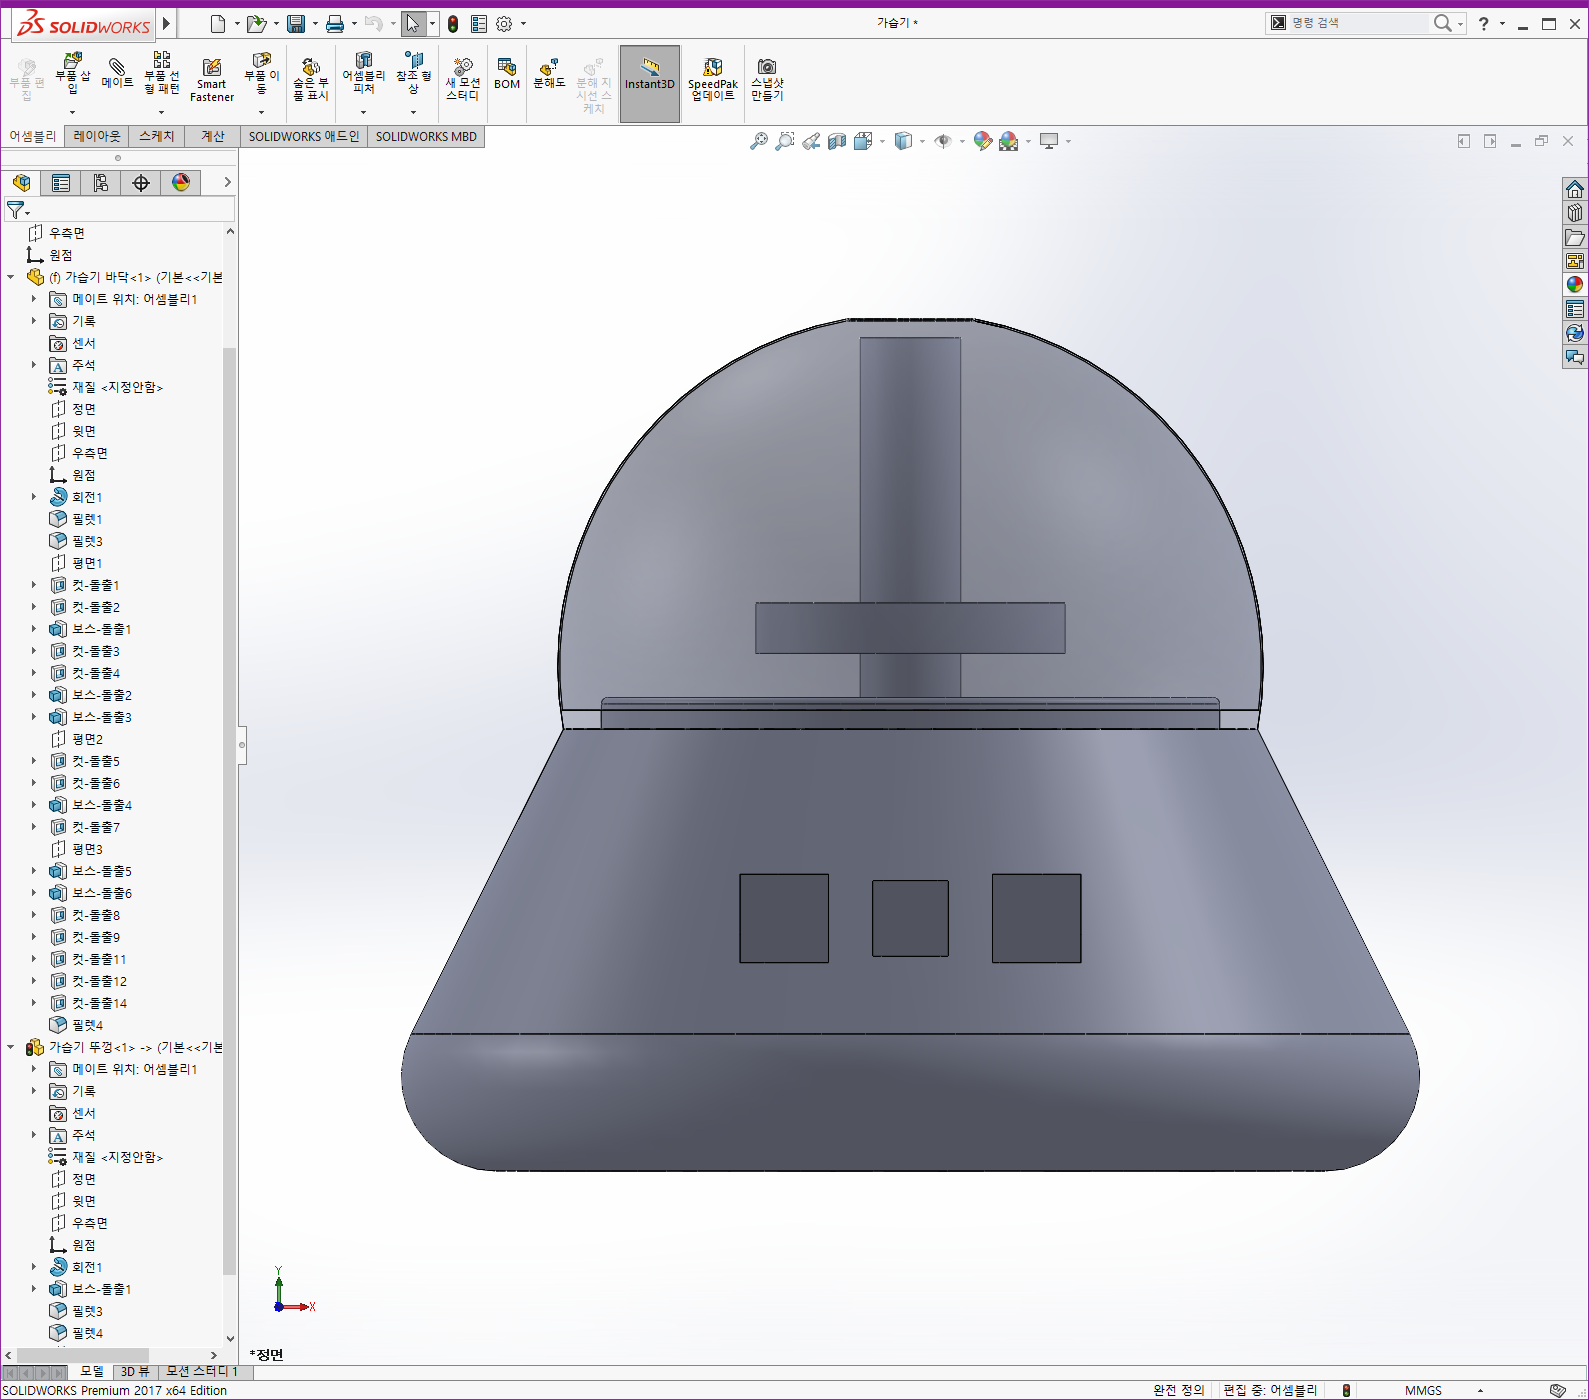 SOLIDWORKS
가습기 *
명령 검색
부품 편집
부품 삽입
메이트
부품 선형 패턴
Smart Fastener
부품 이동
숨은 부품 표시
어셈블리 피처
참조 형상
새 모션 스터디
BOM
분해도
분해 지시선 스케치
Instant3D
SpeedPak 업데이트
스냅샷 만들기
어셈블리
레이아웃
스케치
계산
SOLIDWORKS 애드인
SOLIDWORKS MBD
우측면
원점
(f) 가습기 바닥<1> (기본<<기본
메이트 위치: 어셈블리1
기록
센서
주석
재질 <지정안함>
정면
윗면
우측면
원점
회전1
필렛1
필렛3
평면1
컷-돌출1
컷-돌출2
보스-돌출1
컷-돌출3
컷-돌출4
보스-돌출2
보스-돌출3
평면2
컷-돌출5
컷-돌출6
보스-돌출4
컷-돌출7
평면3
보스-돌출5
보스-돌출6
컷-돌출8
컷-돌출9
컷-돌출11
컷-돌출12
컷-돌출14
필렛4
가습기 뚜껑<1> -> (기본<<기본
메이트 위치: 어셈블리1
기록
센서
주석
재질 <지정안함>
정면
윗면
우측면
원점
회전1
보스-돌출1
필렛3
필렛4
Y
X
*정면
모델
3D 뷰
모션 스터디 1
SOLIDWORKS Premium 2017 x64 Edition
완전 정의
편집 중: 어셈블리
MMGS